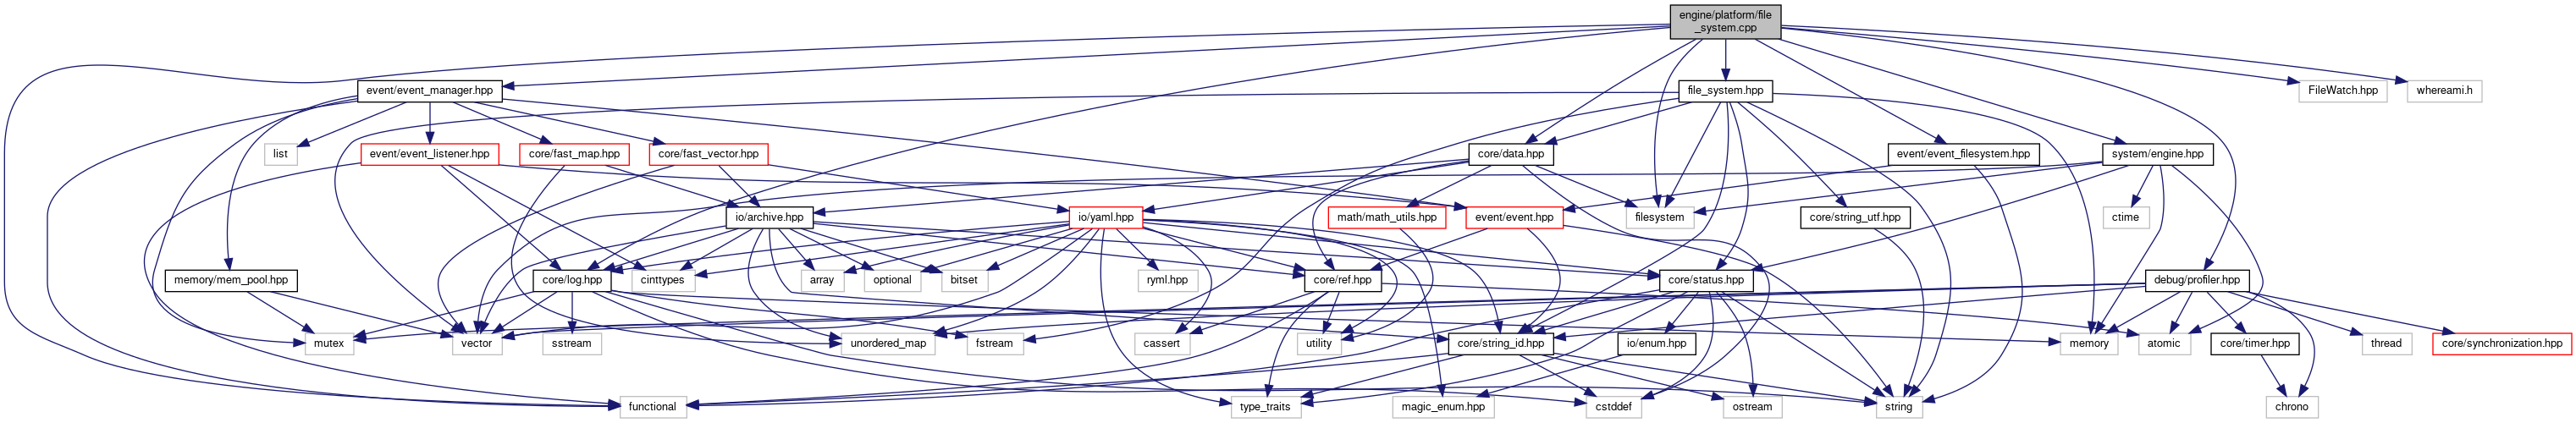 engine/platform/file
_system.cpp
event/event_manager.hpp
file_system.hpp
FileWatch.hpp
whereami.h
list
event/event_listener.hpp
core/fast_map.hpp
core/fast_vector.hpp
core/data.hpp
event/event_filesystem.hpp
system/engine.hpp
io/archive.hpp
io/yaml.hpp
math/math_utils.hpp
event/event.hpp
filesystem
core/string_utf.hpp
ctime
memory/mem_pool.hpp
core/log.hpp
cinttypes
array
optional
bitset
ryml.hpp
core/ref.hpp
core/status.hpp
debug/profiler.hpp
mutex
vector
sstream
unordered_map
fstream
cassert
utility
core/string_id.hpp
io/enum.hpp
memory
atomic
core/timer.hpp
thread
core/synchronization.hpp
functional
type_traits
magic_enum.hpp
cstddef
ostream
string
chrono